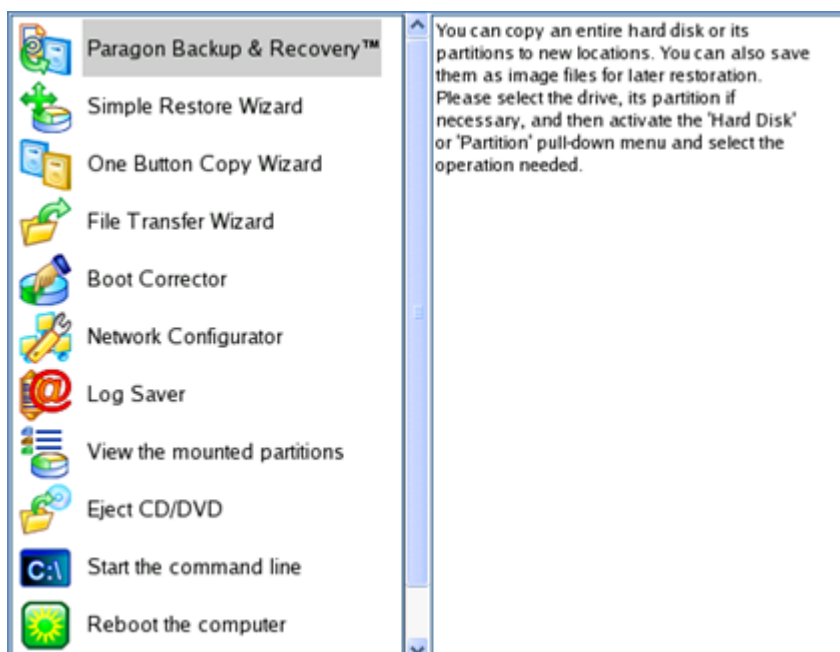 Paragon Backup & Recovery™
Simple Restore Wizard
One Button Copy Wizard
File Transfer Wizard
Boot Corrector
Network Configurator
Log Saver
View the mounted partitions
Eject CD/DVD
C:\
Start the command line
Reboot the computer
You can copy an entire hard disk or its
partitions to new locations. You can also save
them as image files for later restoration.
Please select the drive, its partition if
necessary, and then activate the 'Hard Disk'
or 'Partition' pull-down menu and select the
operation needed.